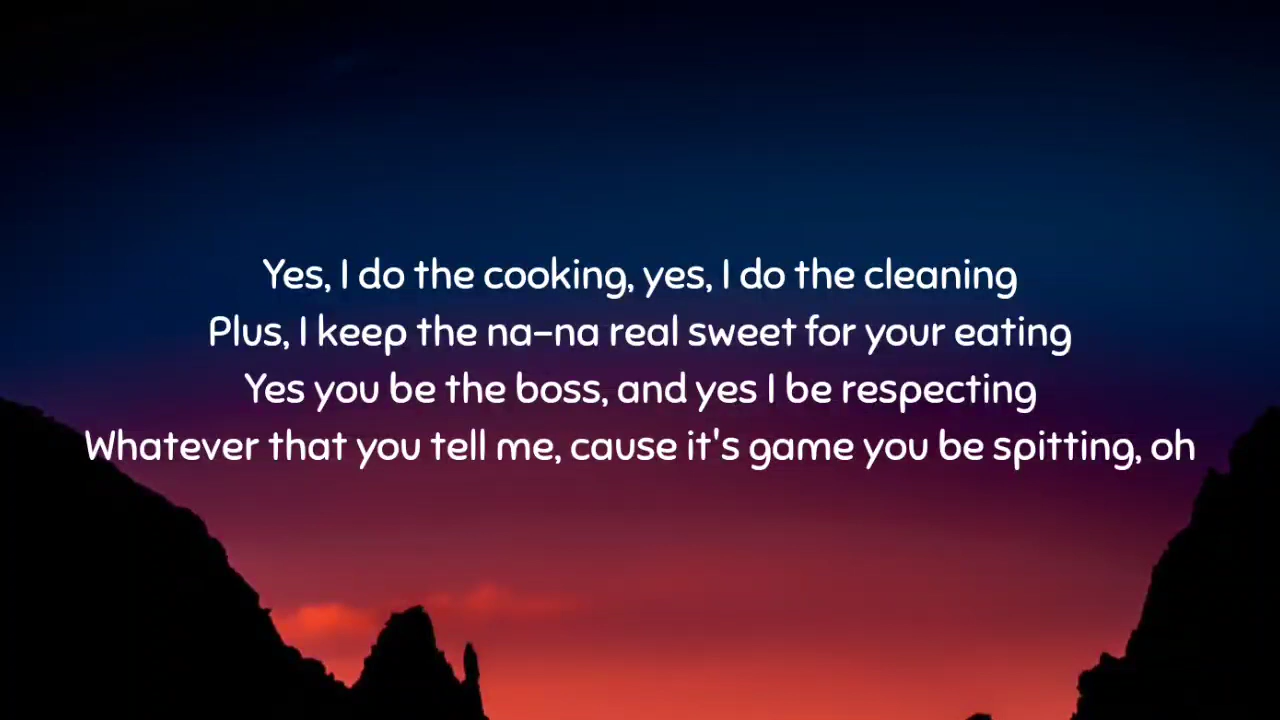 Yes, I do the cooking, yes, I do the cleaning
Plus, I keep the na-na real sweet for your eating
Yes you be the boss, and yes I be respecting
Whatever that you tell me, cause it's game you be spitting, oh